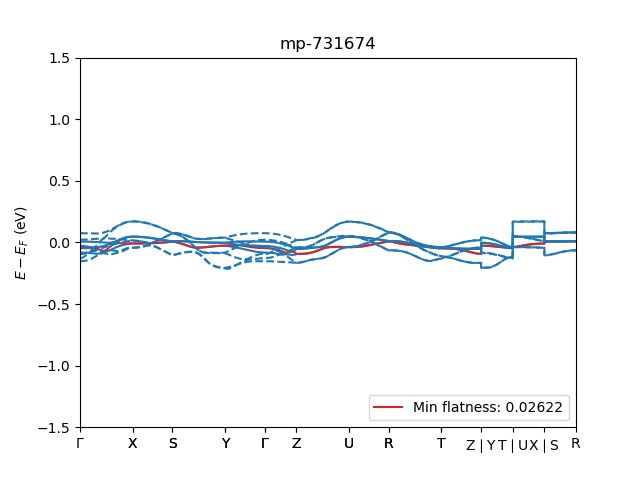 mp-731674
E − E_F (eV)
1.5
1.0
0.5
0.0
−0.5
−1.0
−1.5
Min flatness: 0.02622
Γ X S Y Γ Z U R T Z | Y T | U X | S R